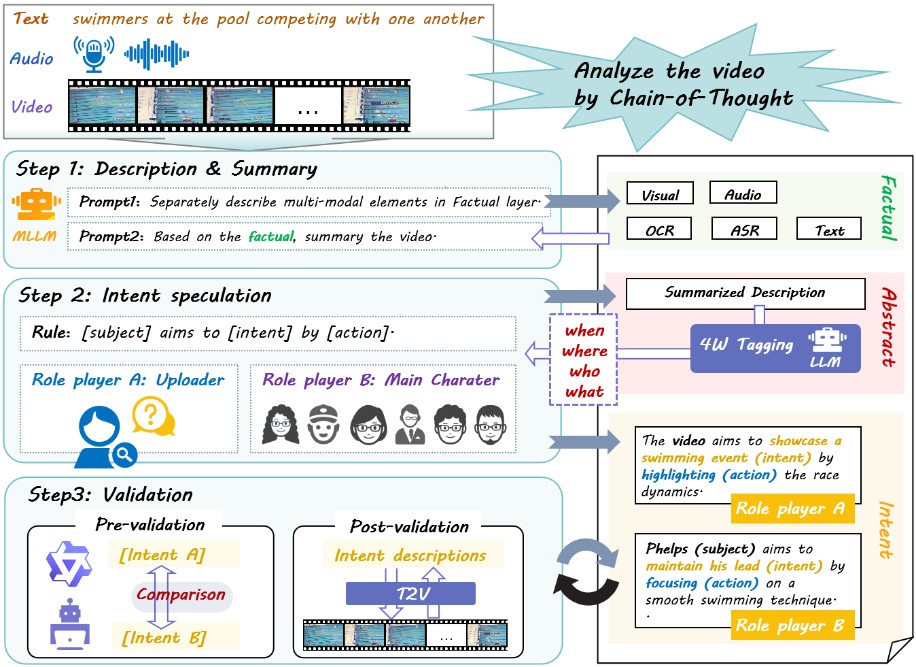 Text swimmers at the pool competing with one another
Audio
Video
...
Analyze the video
by Chain-of-Thought
Step 1: Description & Summary
MLLM
Prompt1: Separately describe multi-modal elements in Factual layer.
Prompt2: Based on the factual, summary the video.
Factual
Visual
Audio
OCR
ASR
Text
Step 2: Intent speculation
Rule: [subject] aims to [intent] by [action].
Role player A: Uploader
?
Role player B: Main Charater
when
where
who
what
Abstract
Summarized Description
4W Tagging
LLM
Intent
The video aims to showcase a
swimming event (intent) by
highlighting (action) the race
dynamics.
Role player A
Phelps (subject) aims to
maintain his lead (intent) by
focusing (action) on a
smooth swimming technique.
.
Role player B
Step3: Validation
Pre-validation
[Intent A]
Comparison
[Intent B]
Post-validation
Intent descriptions
T2V
...